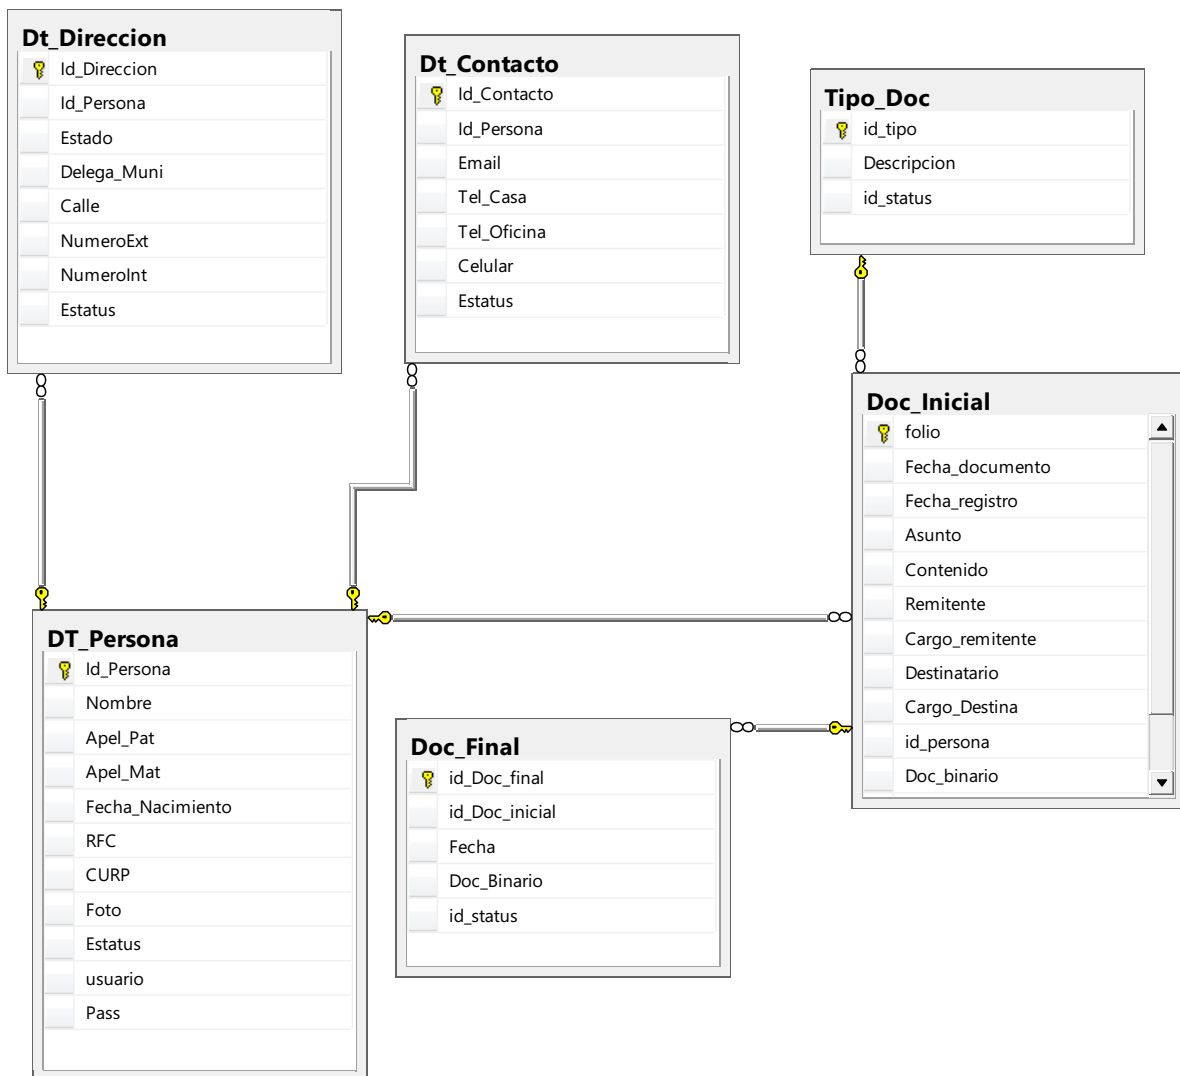 Dt_Direccion
Id_Direccion
Id_Persona
Estado
Delega_Muni
Calle
NumeroExt
NumeroInt
Estatus
Dt_Contacto
Id_Contacto
Id_Persona
Email
Tel_Casa
Tel_Oficina
Celular
Estatus
Tipo_Doc
id_tipo
Descripcion
id_status
Doc_Inicial
folio
Fecha_documento
Fecha_registro
Asunto
Contenido
Remitente
Cargo_remitente
Destinatario
Cargo_Destina
id_persona
Doc_binario
DT_Persona
Id_Persona
Nombre
Apel_Pat
Apel_Mat
Fecha_Nacimiento
RFC
CURP
Foto
Estatus
usuario
Pass
Doc_Final
id_Doc_final
id_Doc_inicial
Fecha
Doc_Binario
id_status